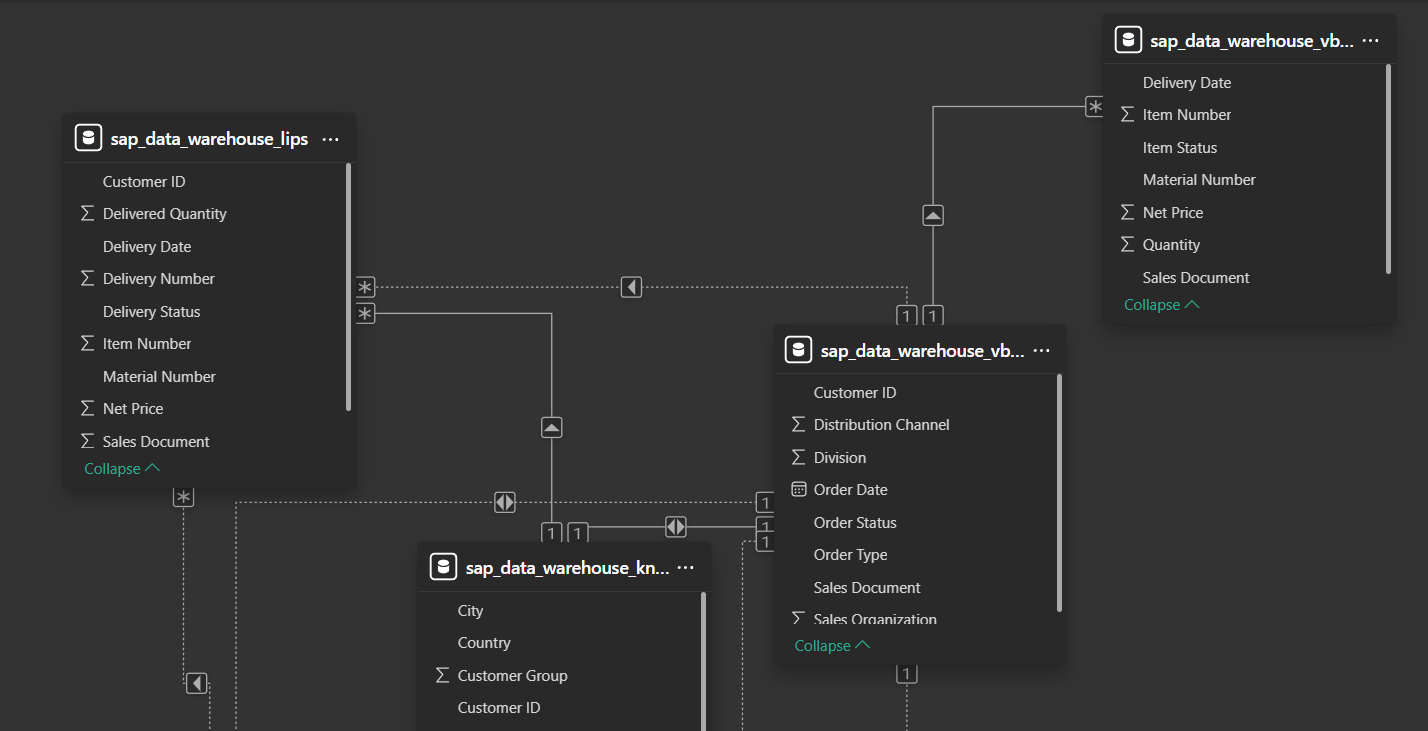 sap_data_warehouse_vb...
Delivery Date
Item Number
Item Status
Material Number
Net Price
Quantity
Sales Document
Collapse
sap_data_warehouse_lips
Customer ID
Delivered Quantity
Delivery Date
Delivery Number
Delivery Status
Item Number
Material Number
Net Price
Sales Document
Collapse
1 1
sap_data_warehouse_vb...
Customer ID
Distribution Channel
Division
Order Date
Order Status
Order Type
Sales Document
Sales Organization
Collapse
1
1
1
1
1 1
sap_data_warehouse_kn...
City
Country
Customer Group
Customer ID